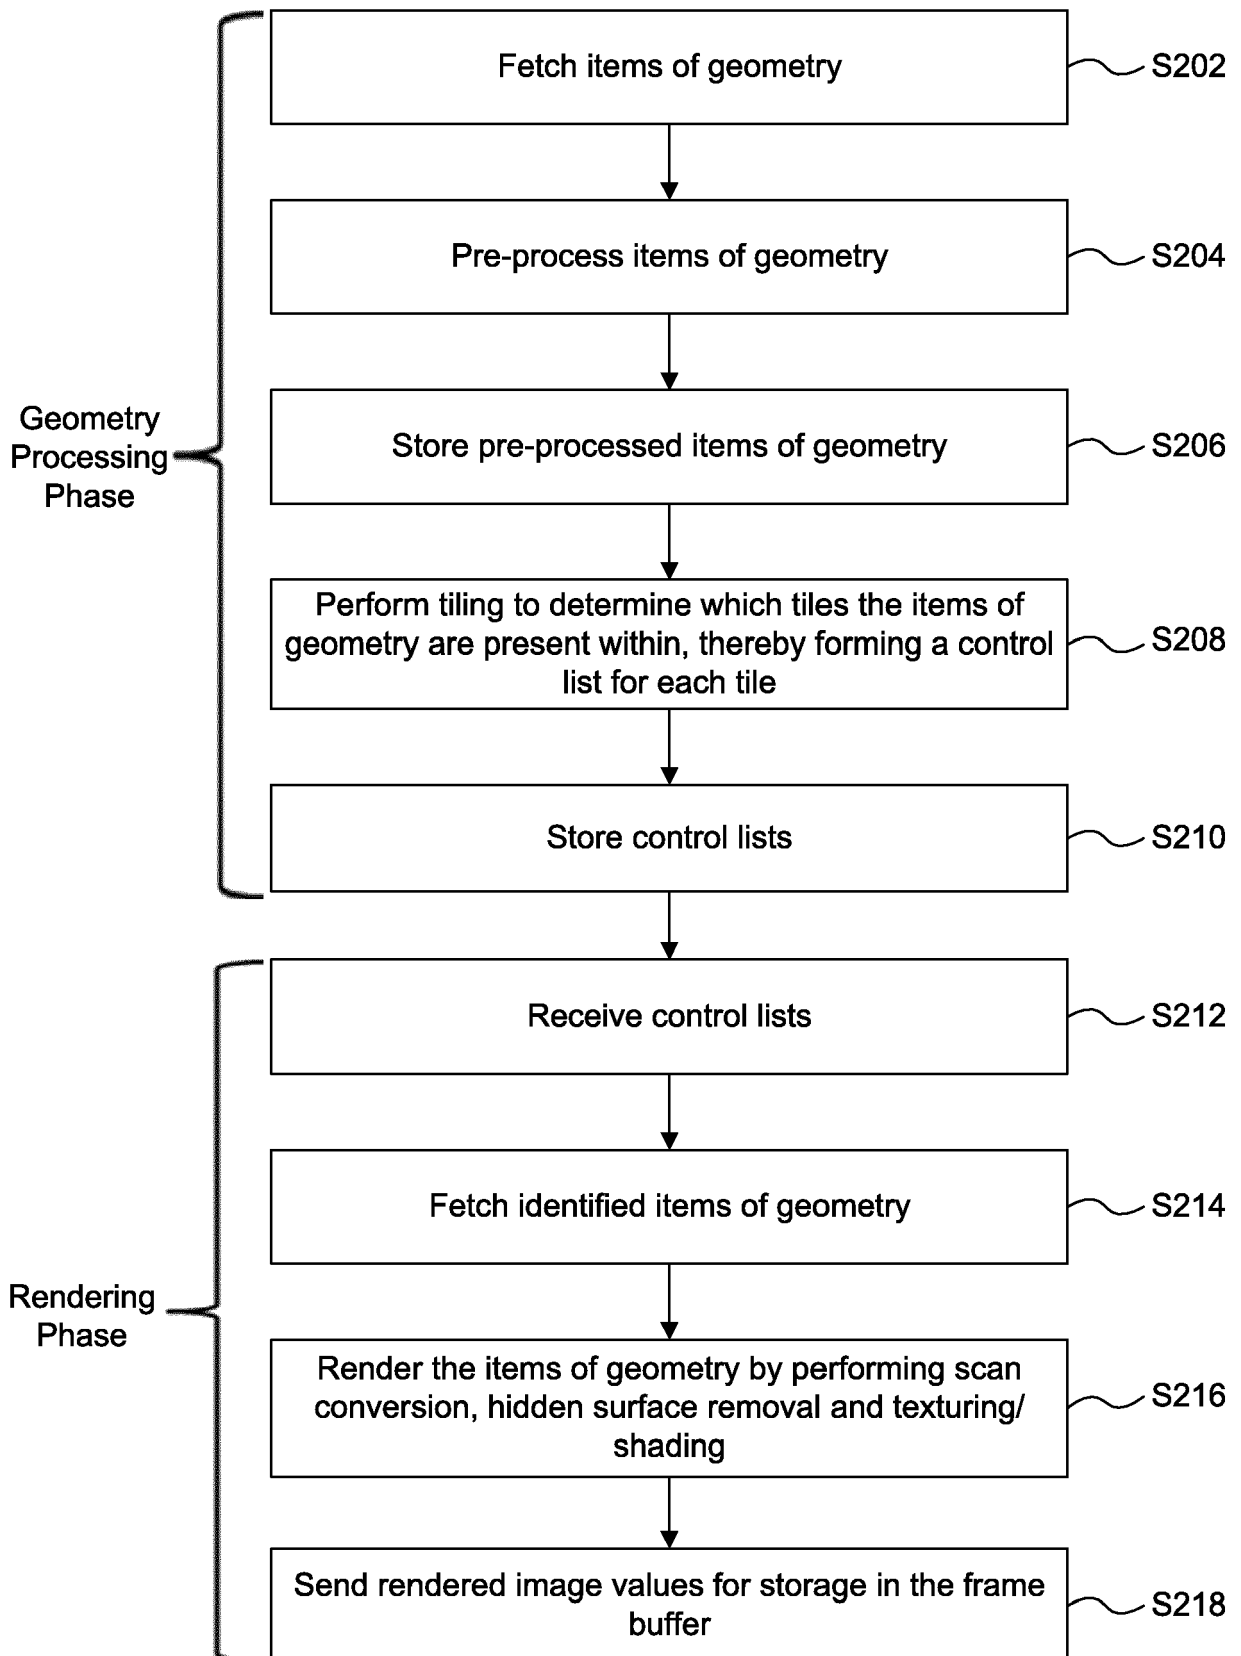 Fetch items of geometry
S202
Pre-process items of geometry
S204
Geometry
Processing
Phase
Store pre-processed items of geometry
S206
Perform tiling to determine which tiles the items of
geometry are present within, thereby forming a control
list for each tile
S208
Store control lists
S210
Receive control lists
S212
Fetch identified items of geometry
S214
Rendering
Phase
Render the items of geometry by performing scan
conversion, hidden surface removal and texturing/
shading
S216
Send rendered image values for storage in the frame
buffer
S218